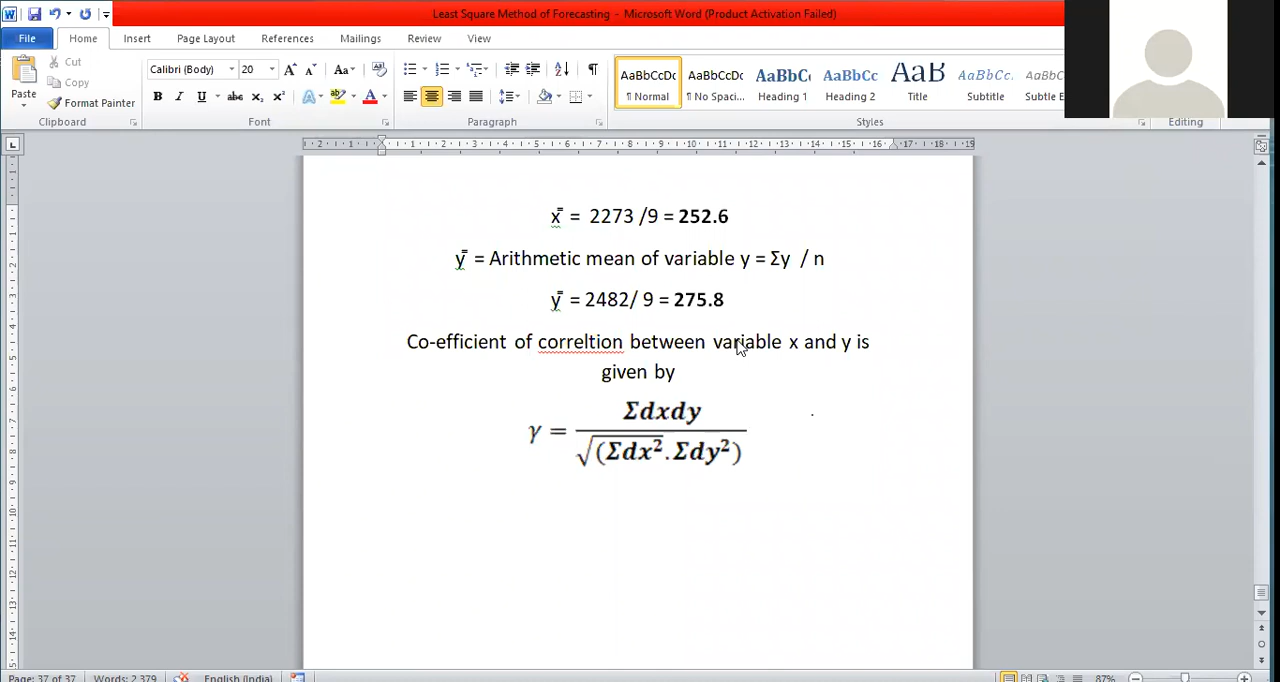 Least Square Method of Forecasting - Microsoft Word (Product Activation Failed)
File Home Insert Page Layout References Mailings Review View
Cut
Copy
Paste
Format Painter
Calibri (Body) 20
AaBbCcDc AaBbCcDc AaBbC AaBbCc AaB AaBbCc. AaBbC
¶ Normal ¶ No Spaci... Heading 1 Heading 2 Title Subtitle Subtle E
Clipboard Font Paragraph Styles Editing
x̄ = 2273 /9 = 252.6
ȳ = Arithmetic mean of variable y = Σy / n
ȳ = 2482/ 9 = 275.8
Co-efficient of correltion between variable x and y is
given by
γ = Σdxdy / √(Σdx².Σdy²)
Page: 37 of 37 Words: 2,379 English (India) 87%